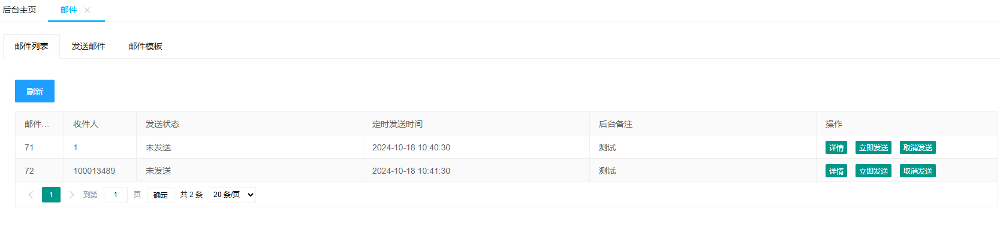 后台主页 邮件
邮件列表 发送邮件 邮件模板
刷新
邮件... 收件人 发送状态 定时发送时间 后台备注 操作
71 1 未发送 2024-10-18 10:40:30 测试 详情 立即发送 取消发送
72 100013489 未发送 2024-10-18 10:41:30 测试 详情 立即发送 取消发送
1 到第 1 页 确定 共 2 条 20 条/页